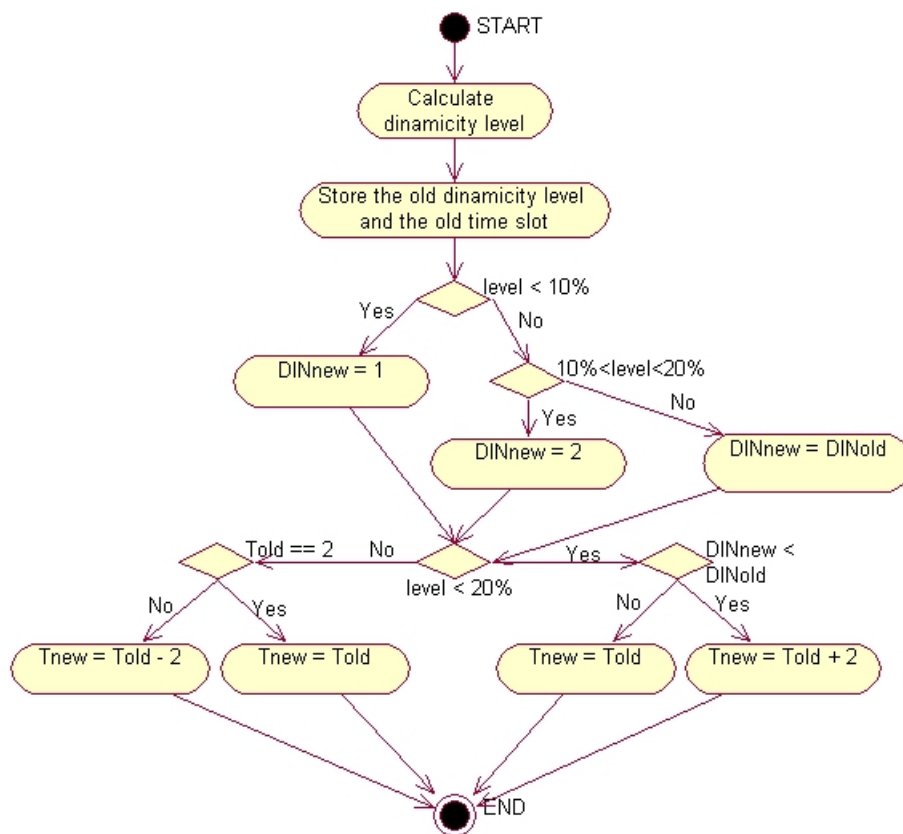 START
Calculate
dinamicity level
Store the old dinamicity level
and the old time slot
level < 10%
Yes
No
DINnew = 1
10%<level<20%
Yes
No
DINnew = 2
DINnew = DINold
Told == 2
No
level < 20%
Yes
DINnew <
DINold
No
Yes
No
Yes
Tnew = Told - 2
Tnew = Told
Tnew = Told
Tnew = Told + 2
END